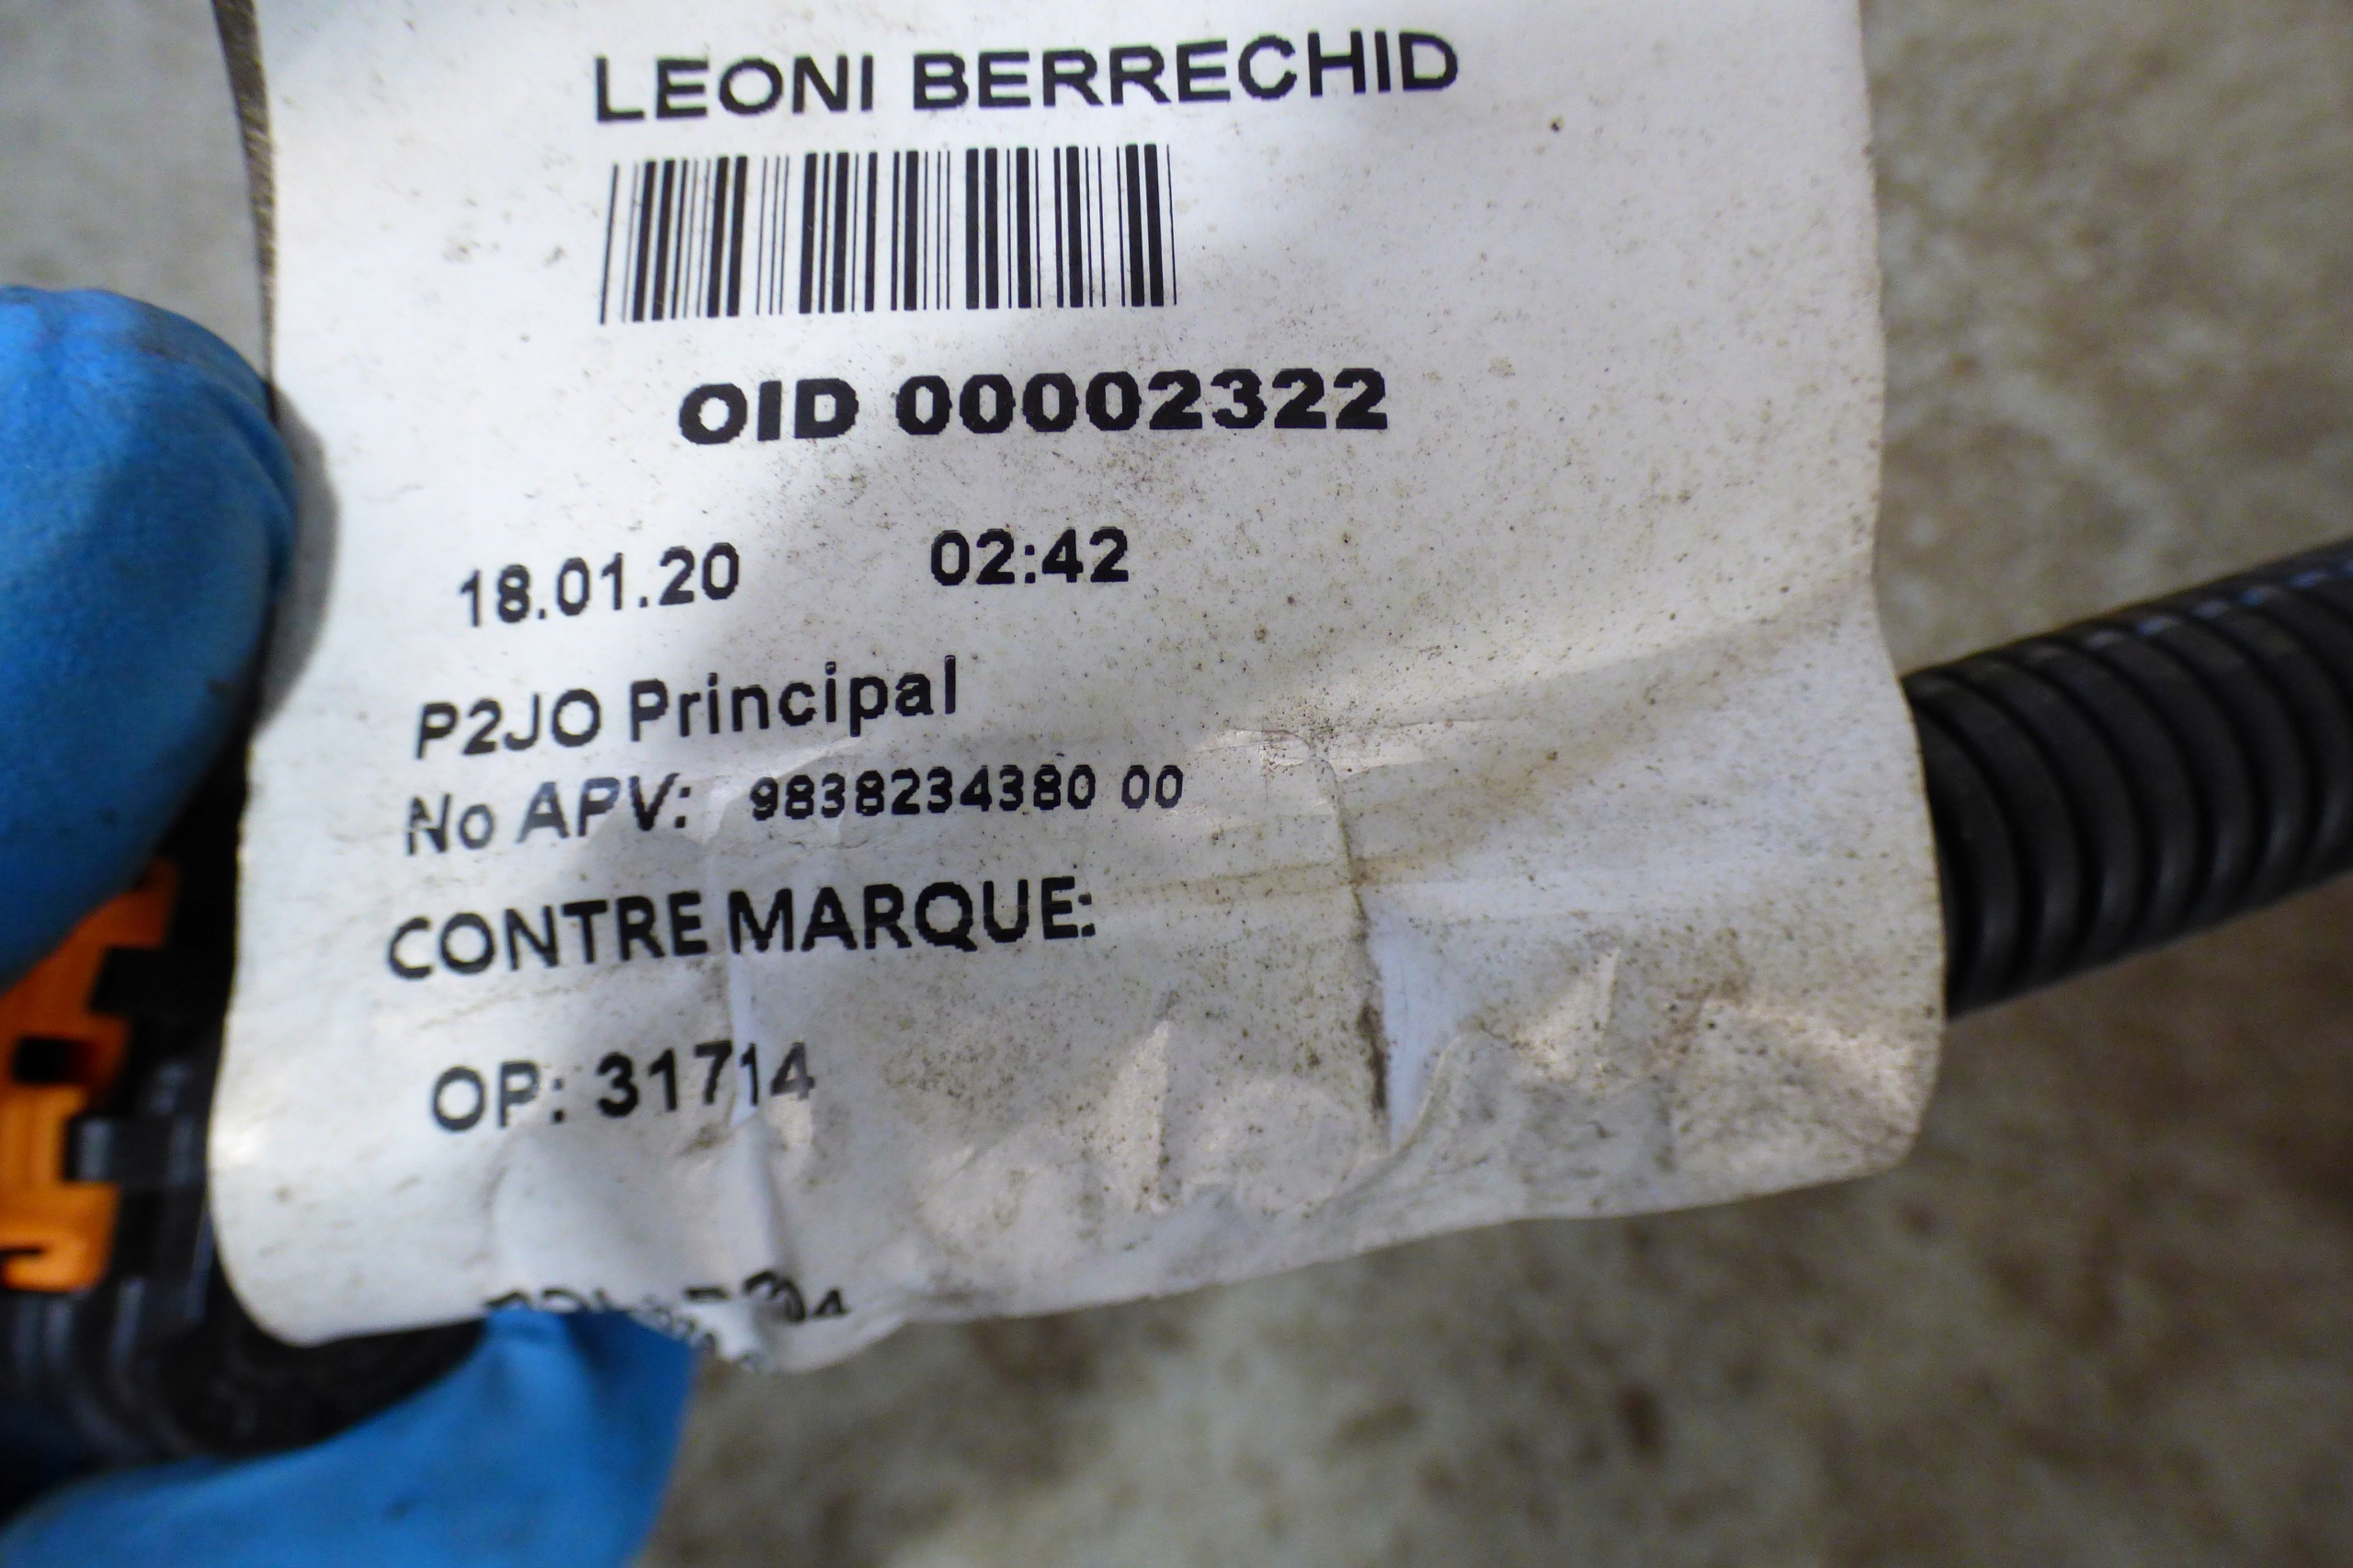 LEONI BERRECHID
OID 00002322
18.01.20 02:42
P2JO Principal
No APV: 9838234380 00
CONTRE MARQUE:
OP: 31714